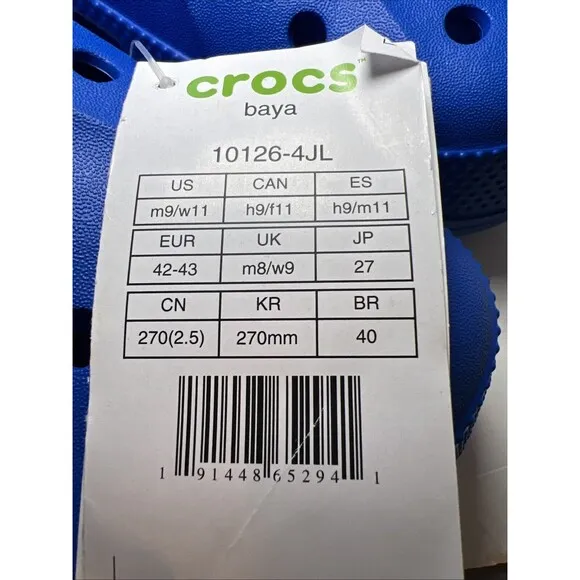 crocs™
baya
10126-4JL
US CAN ES
m9/w11 h9/f11 h9/m11
EUR UK JP
42-43 m8/w9 27
CN KR BR
270(2.5) 270mm 40
1 91448 65294 1